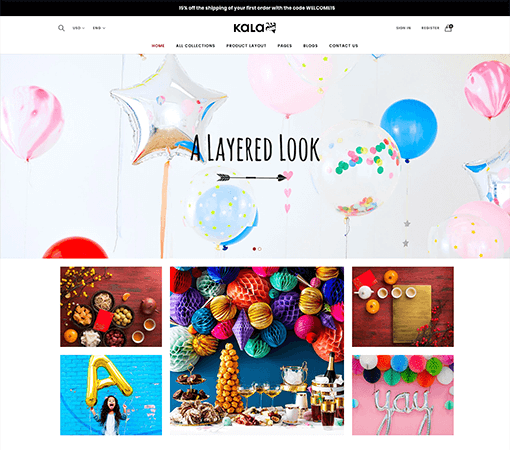 15% off the shipping of your first order with the code WELCOME15
USD
ENG
KALA
SIGN IN
REGISTER
0
HOME
ALL COLLECTIONS
PRODUCT LAYOUT
PAGES
BLOGS
CONTACT US
A LAYERED LOOK
A
yay